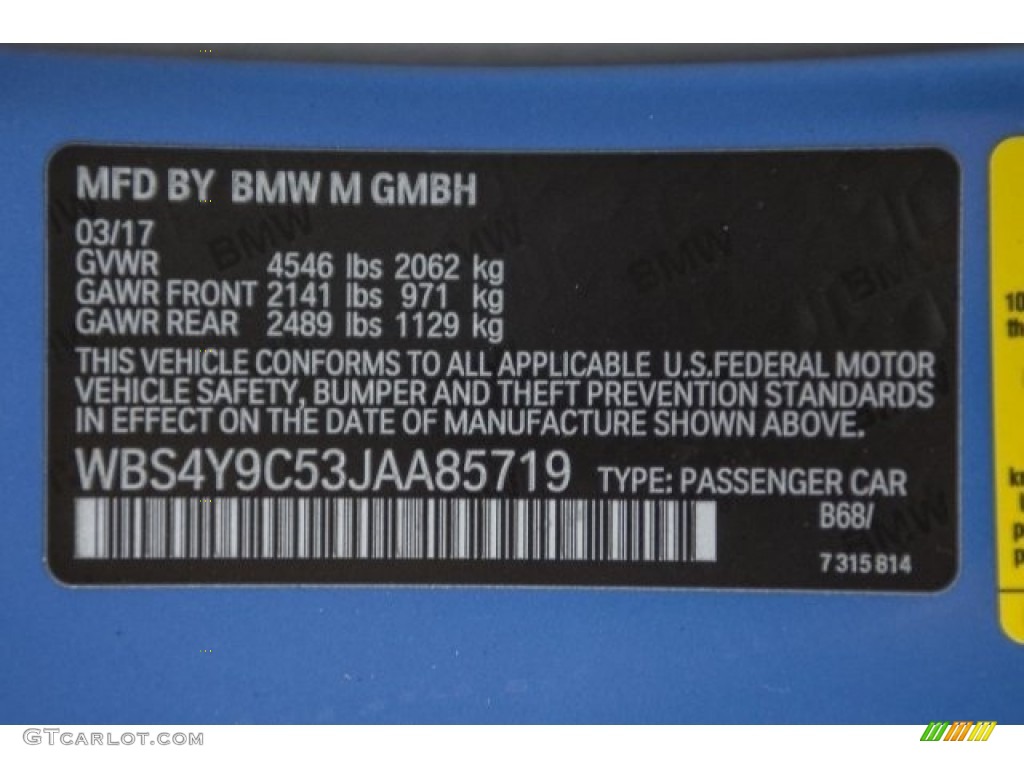 MFD BY BMW M GMBH
03/17
GVWR 4546 lbs 2062 kg
GAWR FRONT 2141 lbs 971 kg
GAWR REAR 2489 lbs 1129 kg
THIS VEHICLE CONFORMS TO ALL APPLICABLE U.S.FEDERAL MOTOR
VEHICLE SAFETY, BUMPER AND THEFT PREVENTION STANDARDS
IN EFFECT ON THE DATE OF MANUFACTURE SHOWN ABOVE.
WBS4Y9C53JAA85719 TYPE: PASSENGER CAR
B68/
7 315 814
GTCARLOT.COM